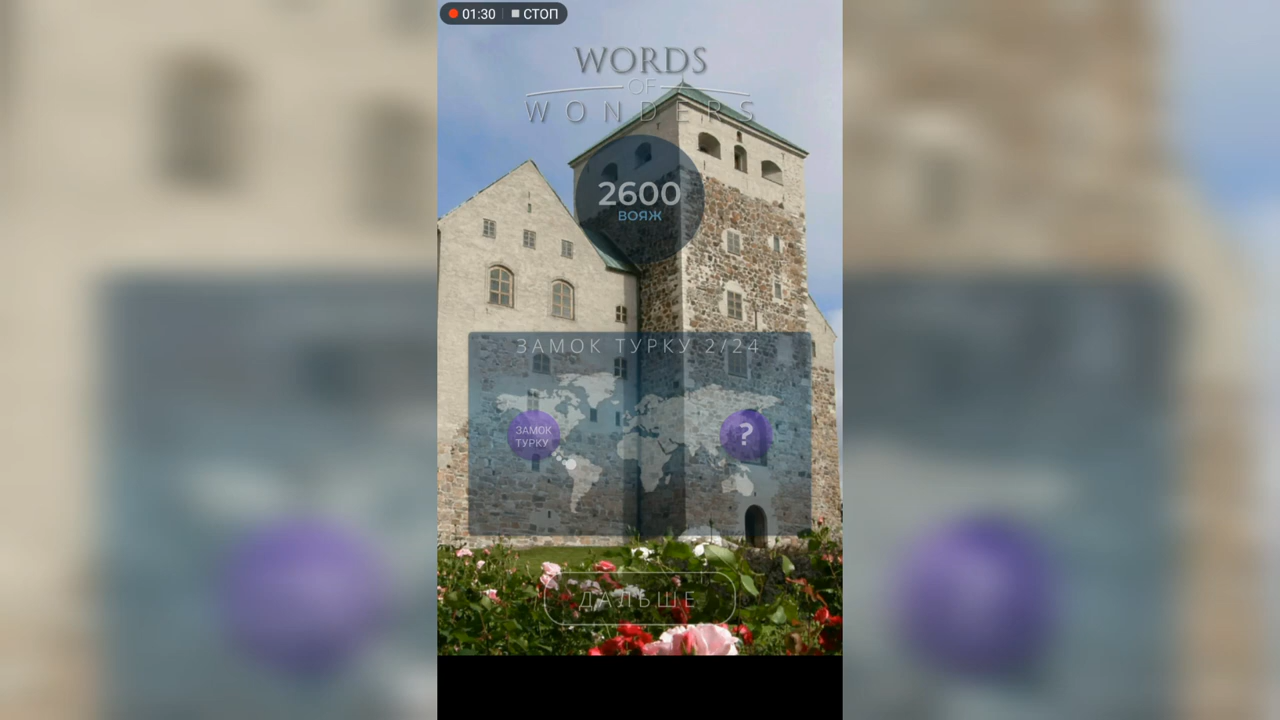 01:30 СТОП
WORDS
OF
WONDERS
2600
ВОЯЖ
ЗАМОК ТУРКУ 2/24
ЗАМОК
ТУРКУ
?
ДАЛЬШЕ